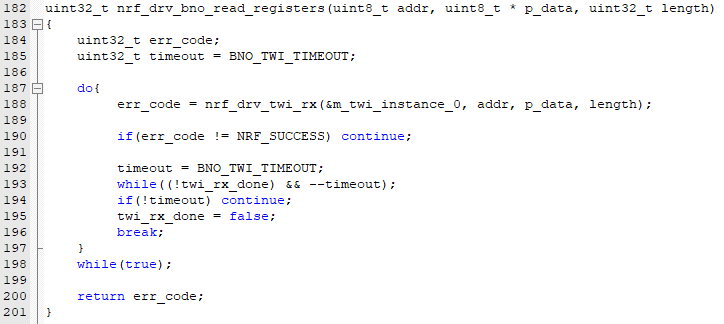 182 uint32_t nrf_drv_bno_read_registers(uint8_t addr, uint8_t * p_data, uint32_t length)
183 {
184     uint32_t err_code;
185     uint32_t timeout = BNO_TWI_TIMEOUT;
186
187     do{
188          err_code = nrf_drv_twi_rx(&m_twi_instance_0, addr, p_data, length);
189
190          if(err_code != NRF_SUCCESS) continue;
191
192          timeout = BNO_TWI_TIMEOUT;
193          while((!twi_rx_done) && --timeout);
194          if(!timeout) continue;
195          twi_rx_done = false;
196          break;
197     }
198     while(true);
199
200     return err_code;
201 }